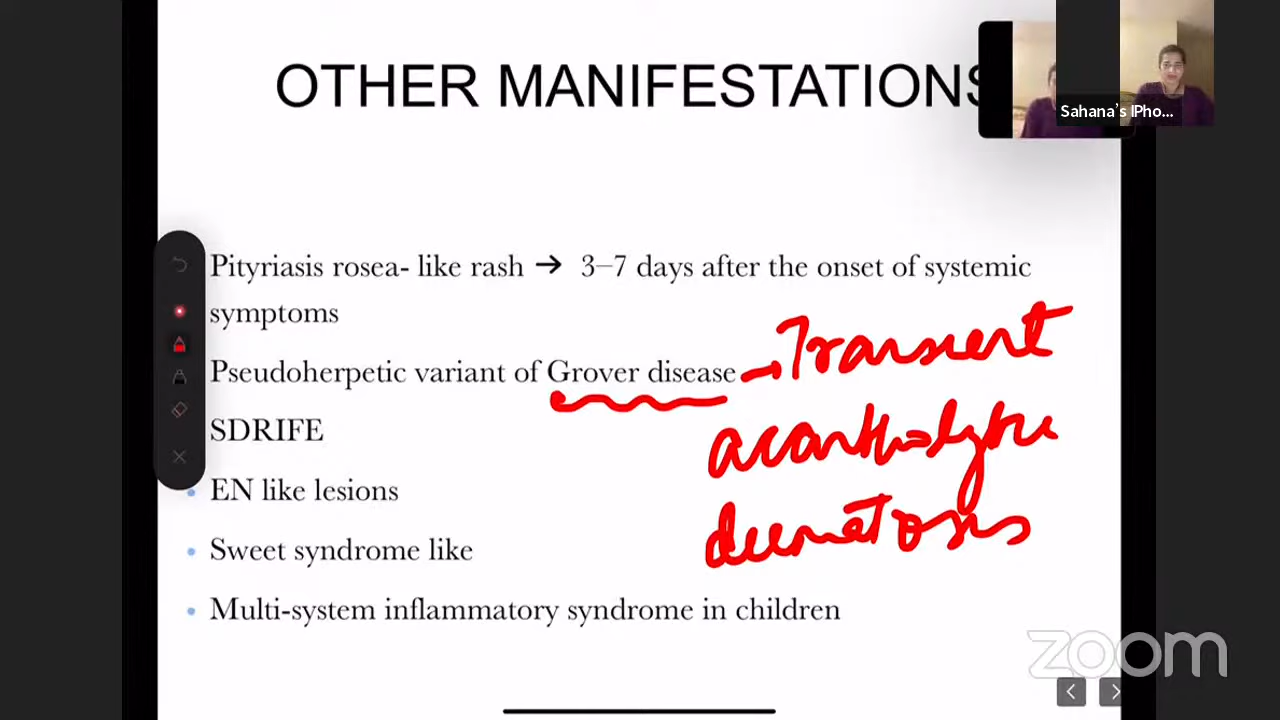 OTHER MANIFESTATIONS
Sahana's IPho...
Pityriasis rosea- like rash → 3–7 days after the onset of systemic
symptoms
Pseudoherpetic variant of Grover disease → Transient
acantholytic
dermatosis
SDRIFE
• EN like lesions
• Sweet syndrome like
• Multi-system inflammatory syndrome in children
zoom